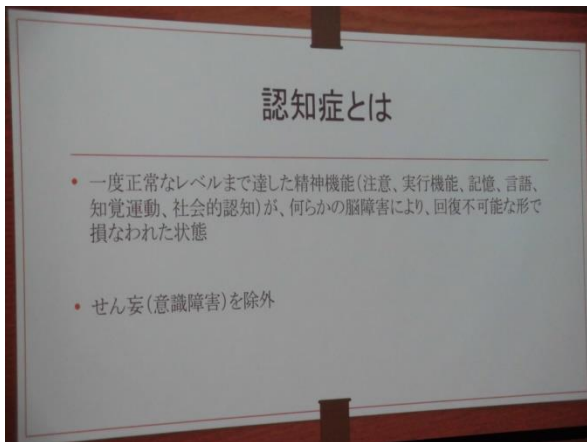 認知症とは
• 一度正常なレベルまで達した精神機能(注意、実行機能、記憶、言語、
知覚運動、社会的認知)が、何らかの脳障害により、回復不可能な形で
損なわれた状態
• せん妄(意識障害)を除外